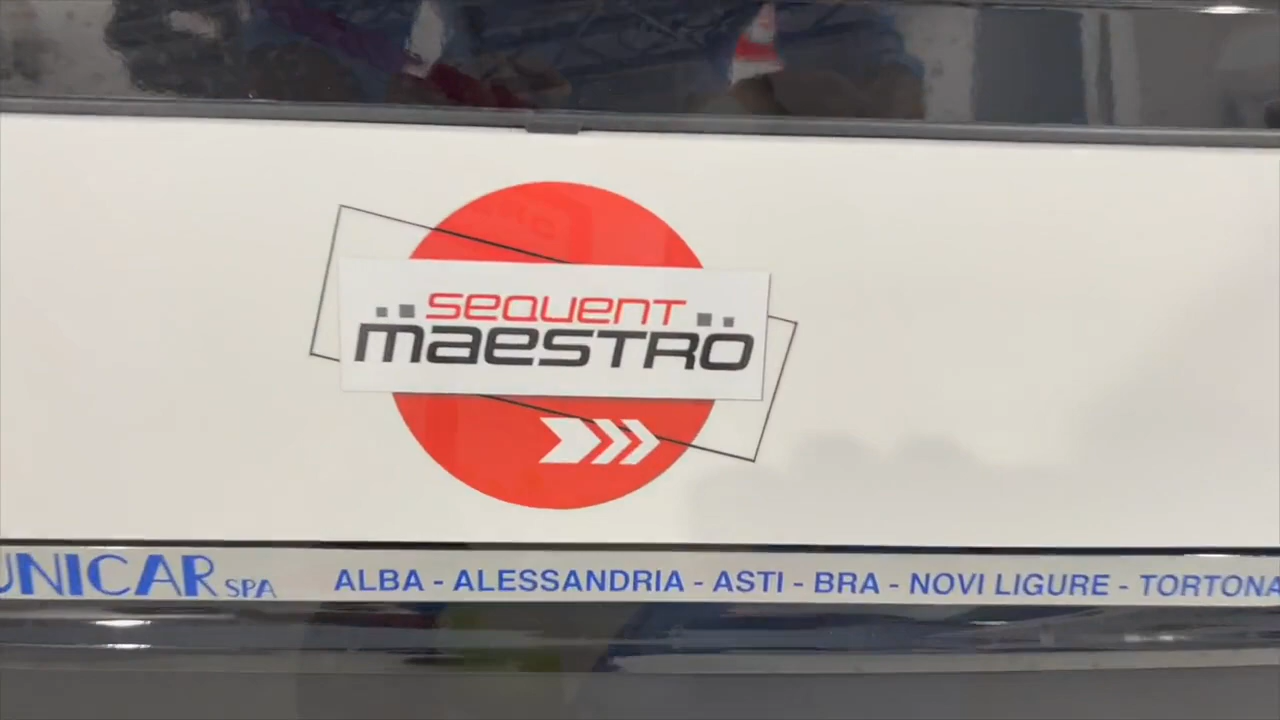 SEQUENT
MAESTRO
UNICAR SPA ALBA - ALESSANDRIA - ASTI - BRA - NOVI LIGURE - TORTONA